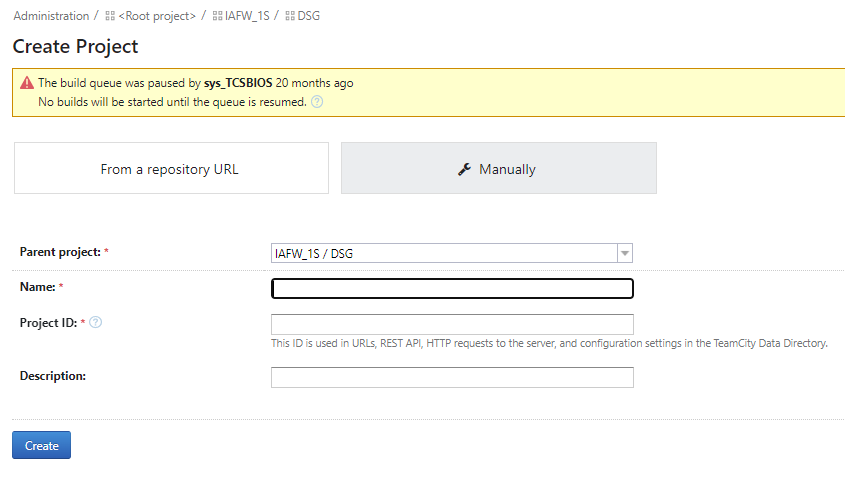 Administration / <Root project> / IAFW_1S / DSG
Create Project
The build queue was paused by sys_TCSBIOS 20 months ago
No builds will be started until the queue is resumed. ?
From a repository URL
Manually
Parent project: *
IAFW_1S / DSG
Name: *
Project ID: * ?
This ID is used in URLs, REST API, HTTP requests to the server, and configuration settings in the TeamCity Data Directory.
Description:
Create